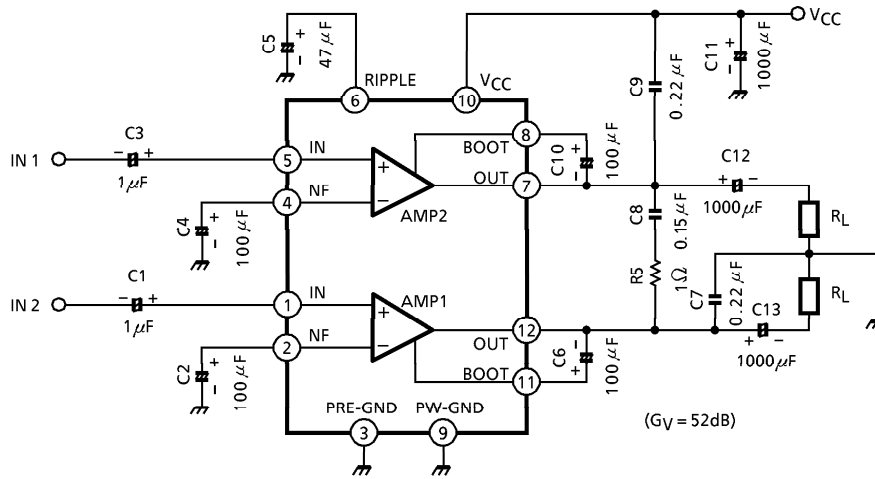 C5
47μF
RIPPLE
VCC
VCC
6
10
C9
0.22μF
C11
1000μF
IN 1
C3
1μF
5
IN
4
NF
AMP2
8
BOOT
7
OUT
C10
100μF
C12
1000μF
RL
C4
100μF
C8
0.15μF
R5
1Ω
C7
0.22μF
RL
IN 2
C1
1μF
1
IN
2
NF
AMP1
12
OUT
11
BOOT
C6
100μF
C13
1000μF
C2
100μF
PRE-GND
PW-GND
3
9
(GV = 52dB)